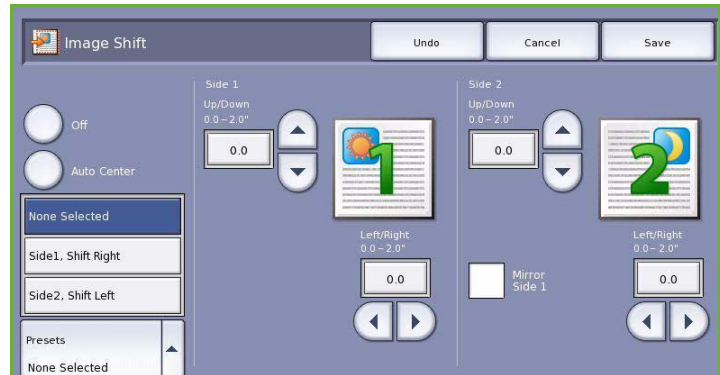 Image Shift
Undo
Cancel
Save
Off
Auto Center
None Selected
Side1, Shift Right
Side2, Shift Left
Presets
None Selected
Side 1
Up/Down
0.0~2.0"
0.0
1
Left/Right
0.0~2.0"
0.0
Side 2
Up/Down
0.0~2.0"
0.0
2
Mirror
Side 1
Left/Right
0.0~2.0"
0.0